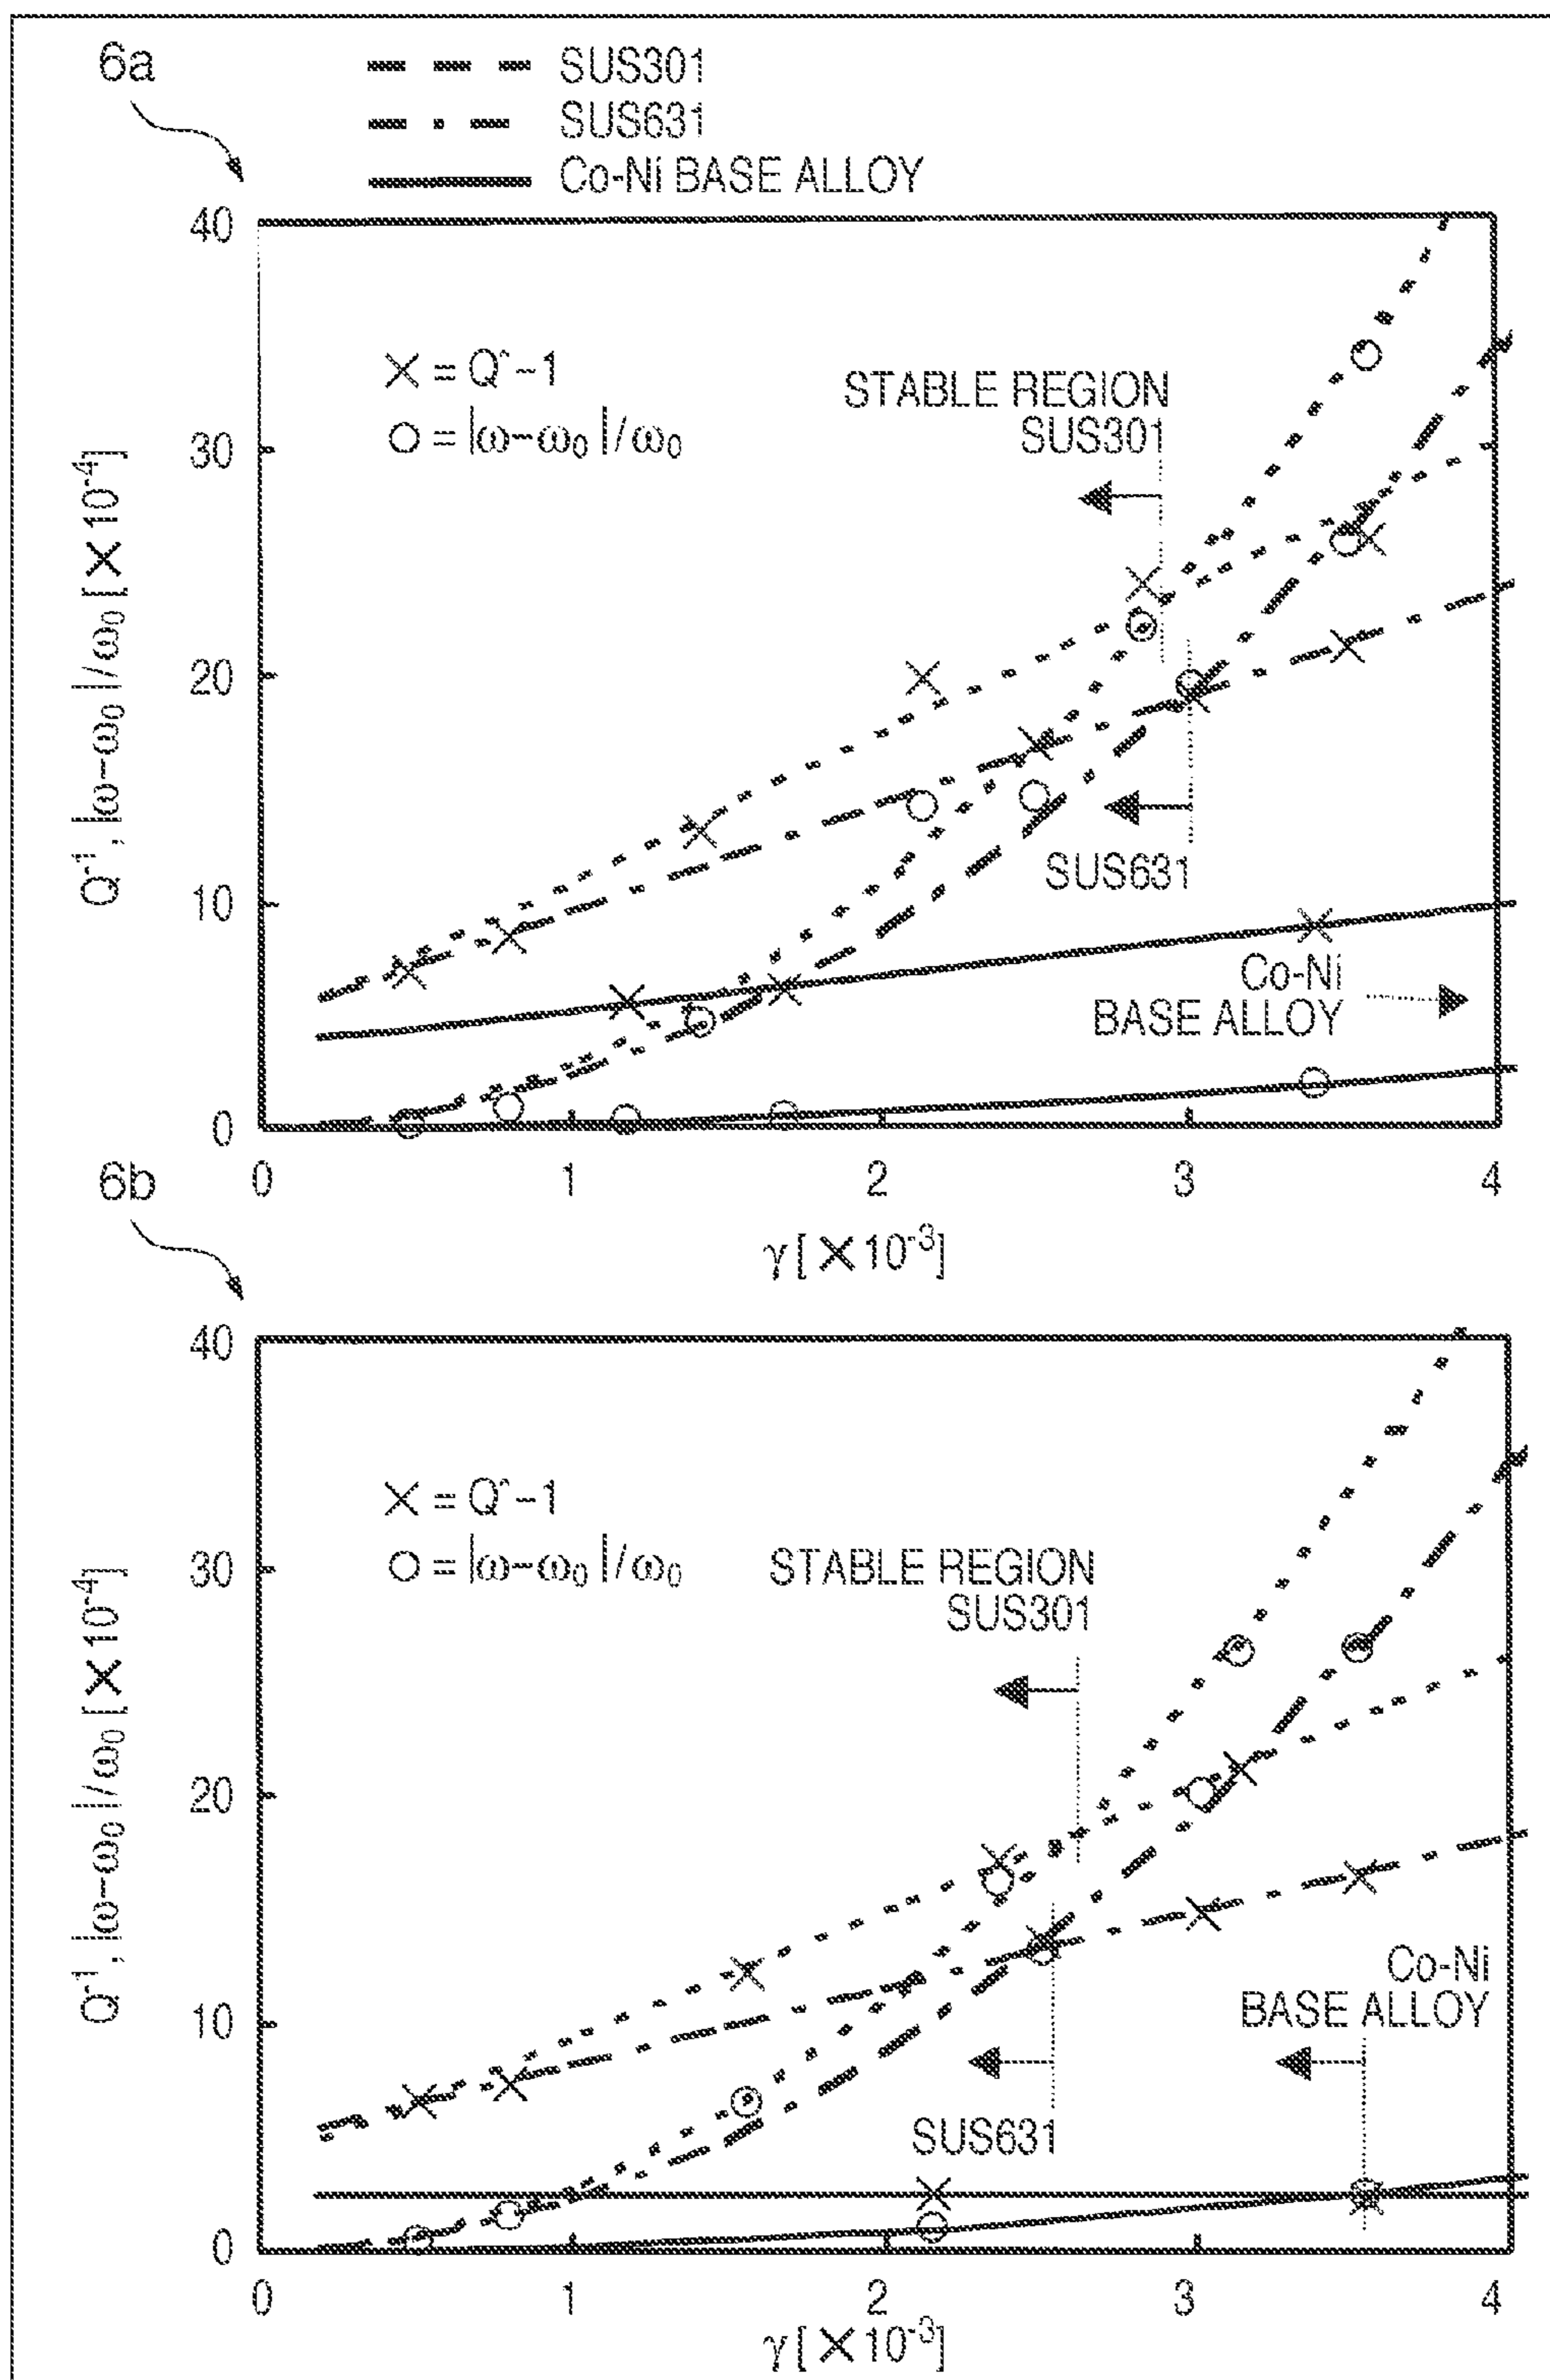 6a
SUS301
SUS631
Co-Ni BASE ALLOY
40
30
20
10
0
Q⁻¹, |ω-ω₀|/ω₀ [×10⁻⁴]
× = Qˆ-1
○ = |ω-ω₀|/ω₀
STABLE REGION
SUS301
SUS631
Co-Ni
BASE ALLOY
0 1 2 3 4
γ [×10⁻³]
6b
40
30
20
10
0
Q⁻¹, |ω-ω₀|/ω₀ [×10⁻⁴]
× = Qˆ-1
○ = |ω-ω₀|/ω₀
STABLE REGION
SUS301
SUS631
Co-Ni
BASE ALLOY
0 1 2 3 4
γ [×10⁻³]